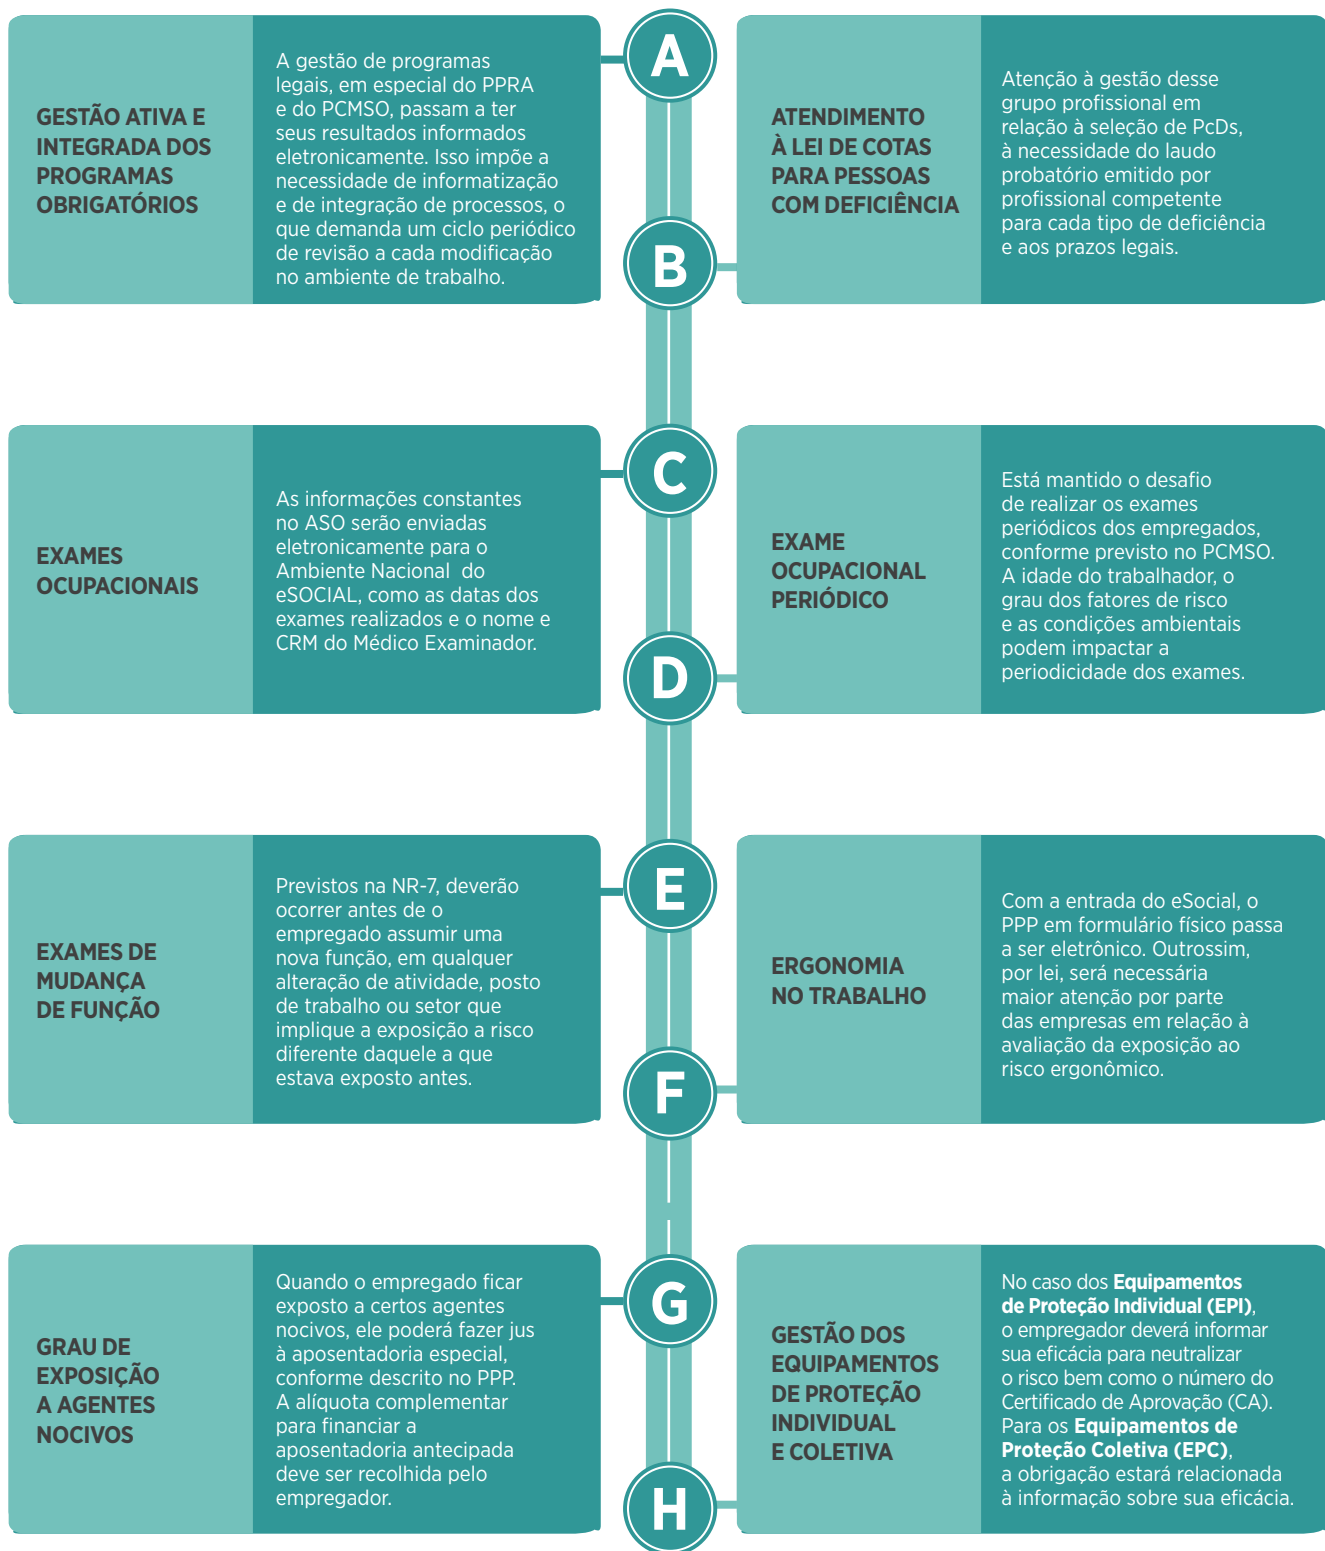 A
GESTÃO ATIVA E
INTEGRADA DOS
PROGRAMAS
OBRIGATÓRIOS
A gestão de programas
legais, em especial do PPRA
e do PCMSO, passam a ter
seus resultados informados
eletronicamente. Isso impõe a
necessidade de informatização
e de integração de processos, o
que demanda um ciclo periódico
de revisão a cada modificação
no ambiente de trabalho.
B
ATENDIMENTO
À LEI DE COTAS
PARA PESSOAS
COM DEFICIÊNCIA
Atenção à gestão desse
grupo profissional em
relação à seleção de PcDs,
à necessidade do laudo
probatório emitido por
profissional competente
para cada tipo de deficiência
e aos prazos legais.
C
EXAMES
OCUPACIONAIS
As informações constantes
no ASO serão enviadas
eletronicamente para o
Ambiente Nacional do
eSOCIAL, como as datas dos
exames realizados e o nome e
CRM do Médico Examinador.
D
EXAME
OCUPACIONAL
PERIÓDICO
Está mantido o desafio
de realizar os exames
periódicos dos empregados,
conforme previsto no PCMSO.
A idade do trabalhador, o
grau dos fatores de risco
e as condições ambientais
podem impactar a
periodicidade dos exames.
E
EXAMES DE
MUDANÇA
DE FUNÇÃO
Previstos na NR-7, deverão
ocorrer antes de o
empregado assumir uma
nova função, em qualquer
alteração de atividade, posto
de trabalho ou setor que
implique a exposição a risco
diferente daquele a que
estava exposto antes.
F
ERGONOMIA
NO TRABALHO
Com a entrada do eSocial, o
PPP em formulário físico passa
a ser eletrônico. Outrossim,
por lei, será necessária
maior atenção por parte
das empresas em relação à
avaliação da exposição ao
risco ergonômico.
G
GRAU DE
EXPOSIÇÃO
A AGENTES
NOCIVOS
Quando o empregado ficar
exposto a certos agentes
nocivos, ele poderá fazer jus
à aposentadoria especial,
conforme descrito no PPP.
A alíquota complementar
para financiar a
aposentadoria antecipada
deve ser recolhida pelo
empregador.
H
GESTÃO DOS
EQUIPAMENTOS
DE PROTEÇÃO
INDIVIDUAL
E COLETIVA
No caso dos Equipamentos
de Proteção Individual (EPI),
o empregador deverá informar
sua eficácia para neutralizar
o risco bem como o número do
Certificado de Aprovação (CA).
Para os Equipamentos de
Proteção Coletiva (EPC),
a obrigação estará relacionada
à informação sobre sua eficácia.